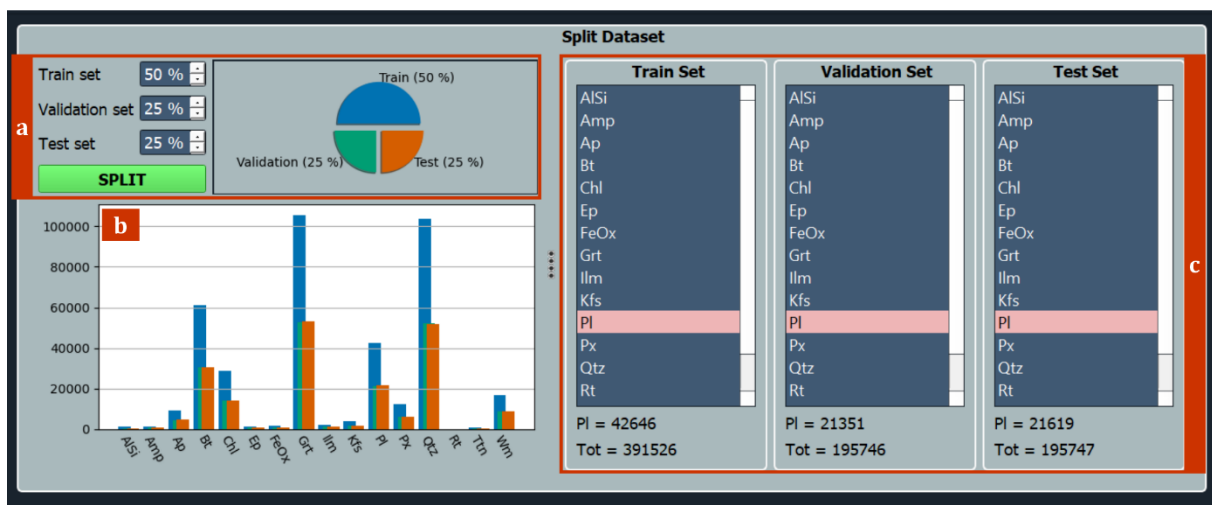 Split Dataset
a
Train set 50 %
Validation set 25 %
Test set 25 %
SPLIT
Train (50 %)
Validation (25 %)
Test (25 %)
b
100000
80000
60000
40000
20000
0
AlSi Amp Ap Bt Chl Ep FeOx Grt Ilm Kfs Pl Px Qtz Rt Ttn Wm
c
Train Set
AlSi
Amp
Ap
Bt
Chl
Ep
FeOx
Grt
Ilm
Kfs
Pl
Px
Qtz
Rt
Pl = 42646
Tot = 391526
Validation Set
AlSi
Amp
Ap
Bt
Chl
Ep
FeOx
Grt
Ilm
Kfs
Pl
Px
Qtz
Rt
Pl = 21351
Tot = 195746
Test Set
AlSi
Amp
Ap
Bt
Chl
Ep
FeOx
Grt
Ilm
Kfs
Pl
Px
Qtz
Rt
Pl = 21619
Tot = 195747